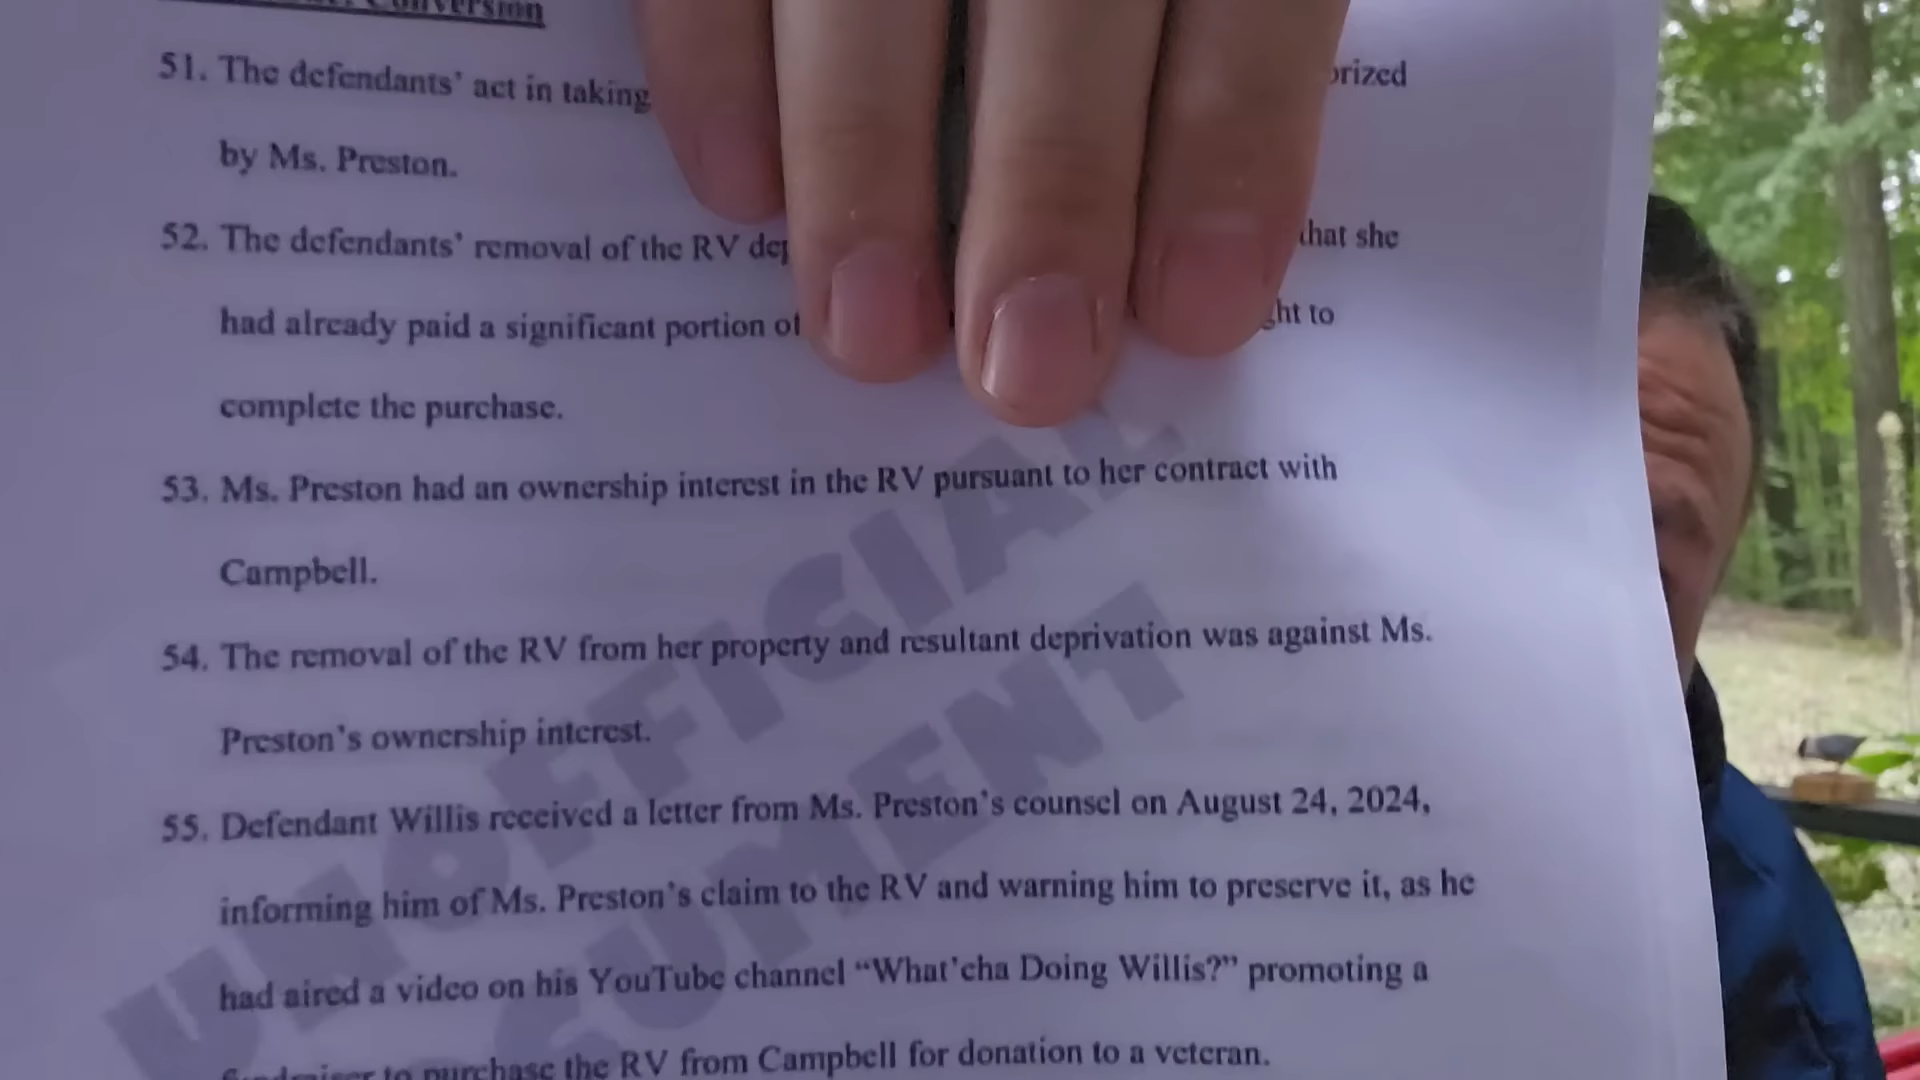 Conversion
51. The defendants' act in taking
by Ms. Preston.
52. The defendants' removal of the RV that she
had already paid a significant portion to
complete the purchase.
53. Ms. Preston had an ownership interest in the RV pursuant to her contract with
Campbell.
54. The removal of the RV from her property and resultant deprivation was against Ms.
Preston's ownership interest.
55. Defendant Willis received a letter from Ms. Preston's counsel on August 24, 2024,
informing him of Ms. Preston's claim to the RV and warning him to preserve it, as he
had aired a video on his YouTube channel “What'cha Doing Willis?” promoting a
fundraiser to purchase the RV from Campbell for donation to a veteran.
UNOFFICIAL